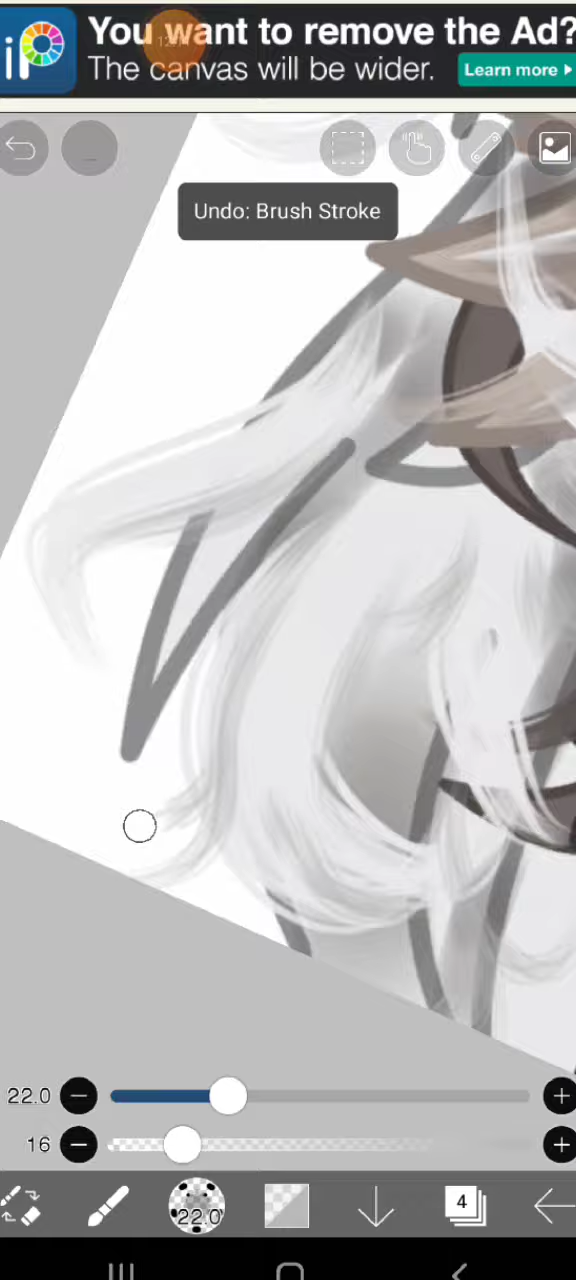 iP
You want to remove the Ad?
The canvas will be wider.
Learn more
Undo: Brush Stroke
22.0
16
22.0
4